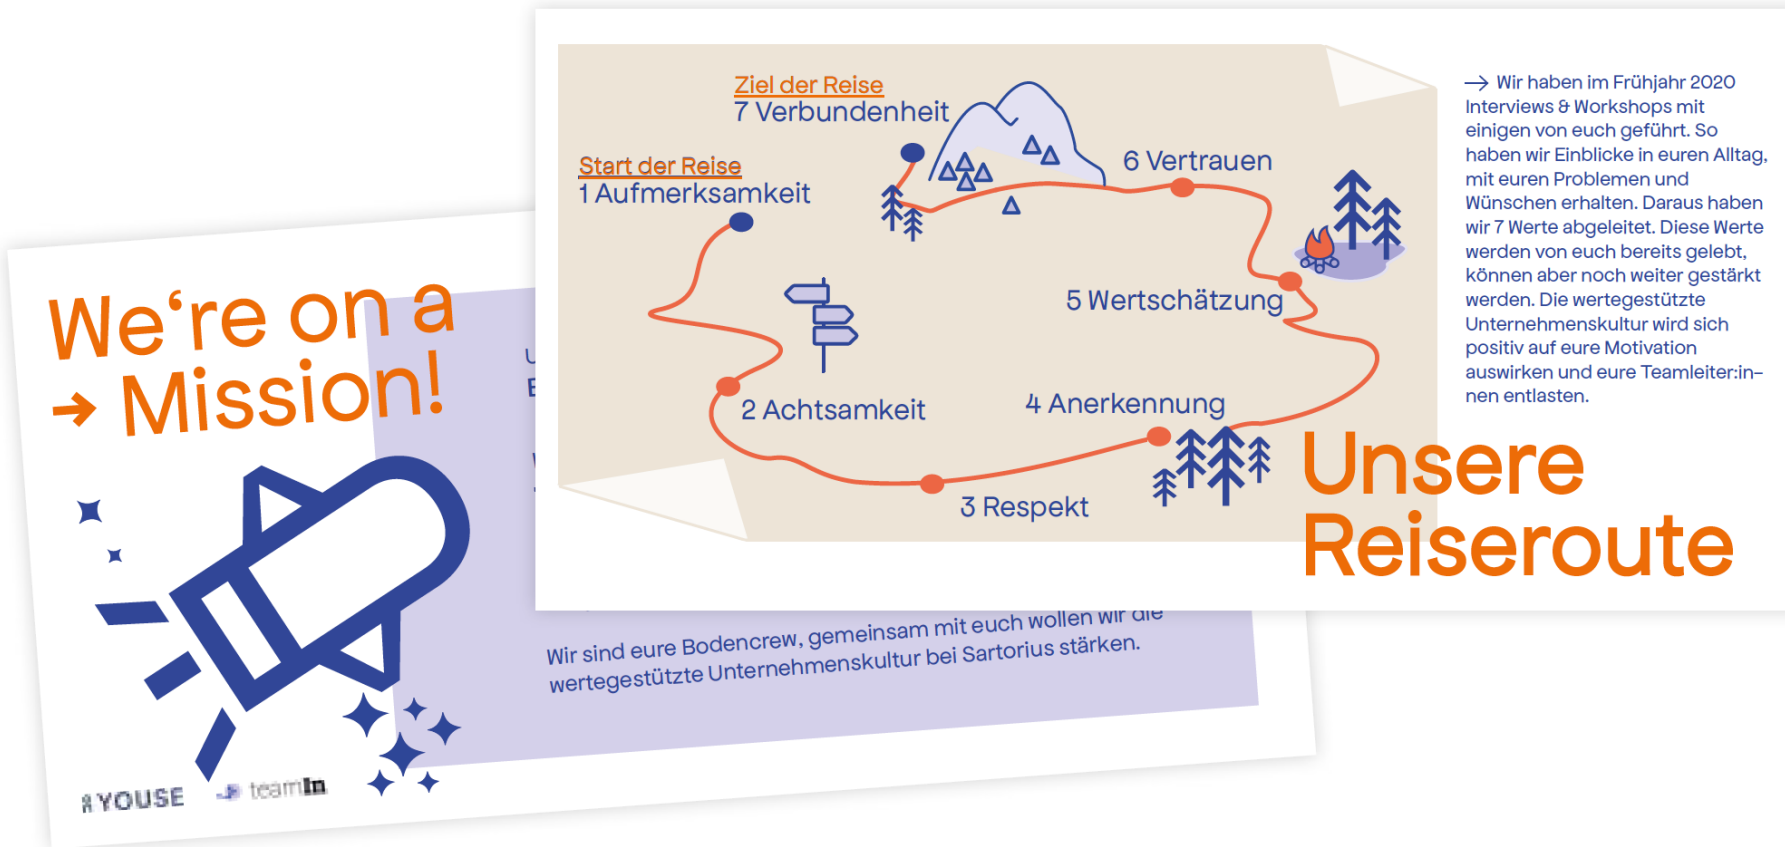 We're on a
→ Mission!
Wir sind eure Bodencrew, gemeinsam mit euch wollen wir die
wertegestützte Unternehmenskultur bei Sartorius stärken.
YOUSE
teamIn
Ziel der Reise
7 Verbundenheit
Start der Reise
1 Aufmerksamkeit
6 Vertrauen
5 Wertschätzung
2 Achtsamkeit
4 Anerkennung
3 Respekt
→ Wir haben im Frühjahr 2020
Interviews & Workshops mit
einigen von euch geführt. So
haben wir Einblicke in euren Alltag,
mit euren Problemen und
Wünschen erhalten. Daraus haben
wir 7 Werte abgeleitet. Diese Werte
werden von euch bereits gelebt,
können aber noch weiter gestärkt
werden. Die wertegestützte
Unternehmenskultur wird sich
positiv auf eure Motivation
auswirken und eure Teamleiter:in–
nen entlasten.
Unsere
Reiseroute